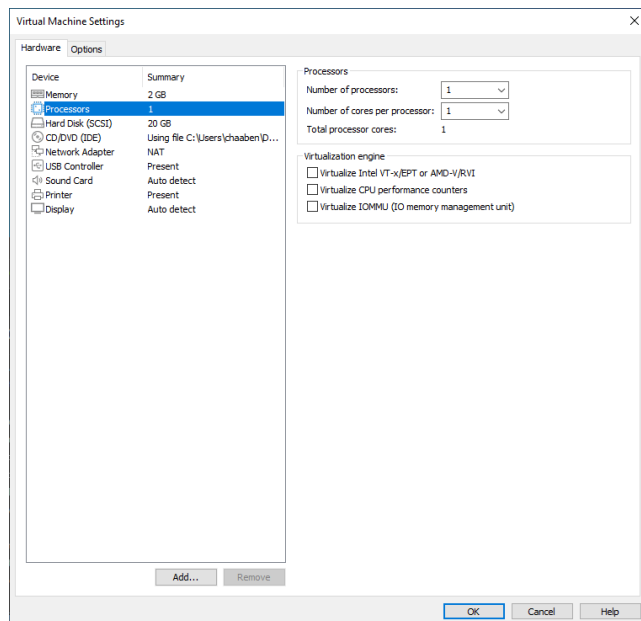 Virtual Machine Settings
Hardware Options
Device Summary
Memory 2 GB
Processors 1
Hard Disk (SCSI) 20 GB
CD/DVD (IDE) Using file C:\Users\chaaben\D...
Network Adapter NAT
USB Controller Present
Sound Card Auto detect
Printer Present
Display Auto detect
Add... Remove
Processors
Number of processors: 1
Number of cores per processor: 1
Total processor cores: 1
Virtualization engine
Virtualize Intel VT-x/EPT or AMD-V/RVI
Virtualize CPU performance counters
Virtualize IOMMU (IO memory management unit)
OK Cancel Help